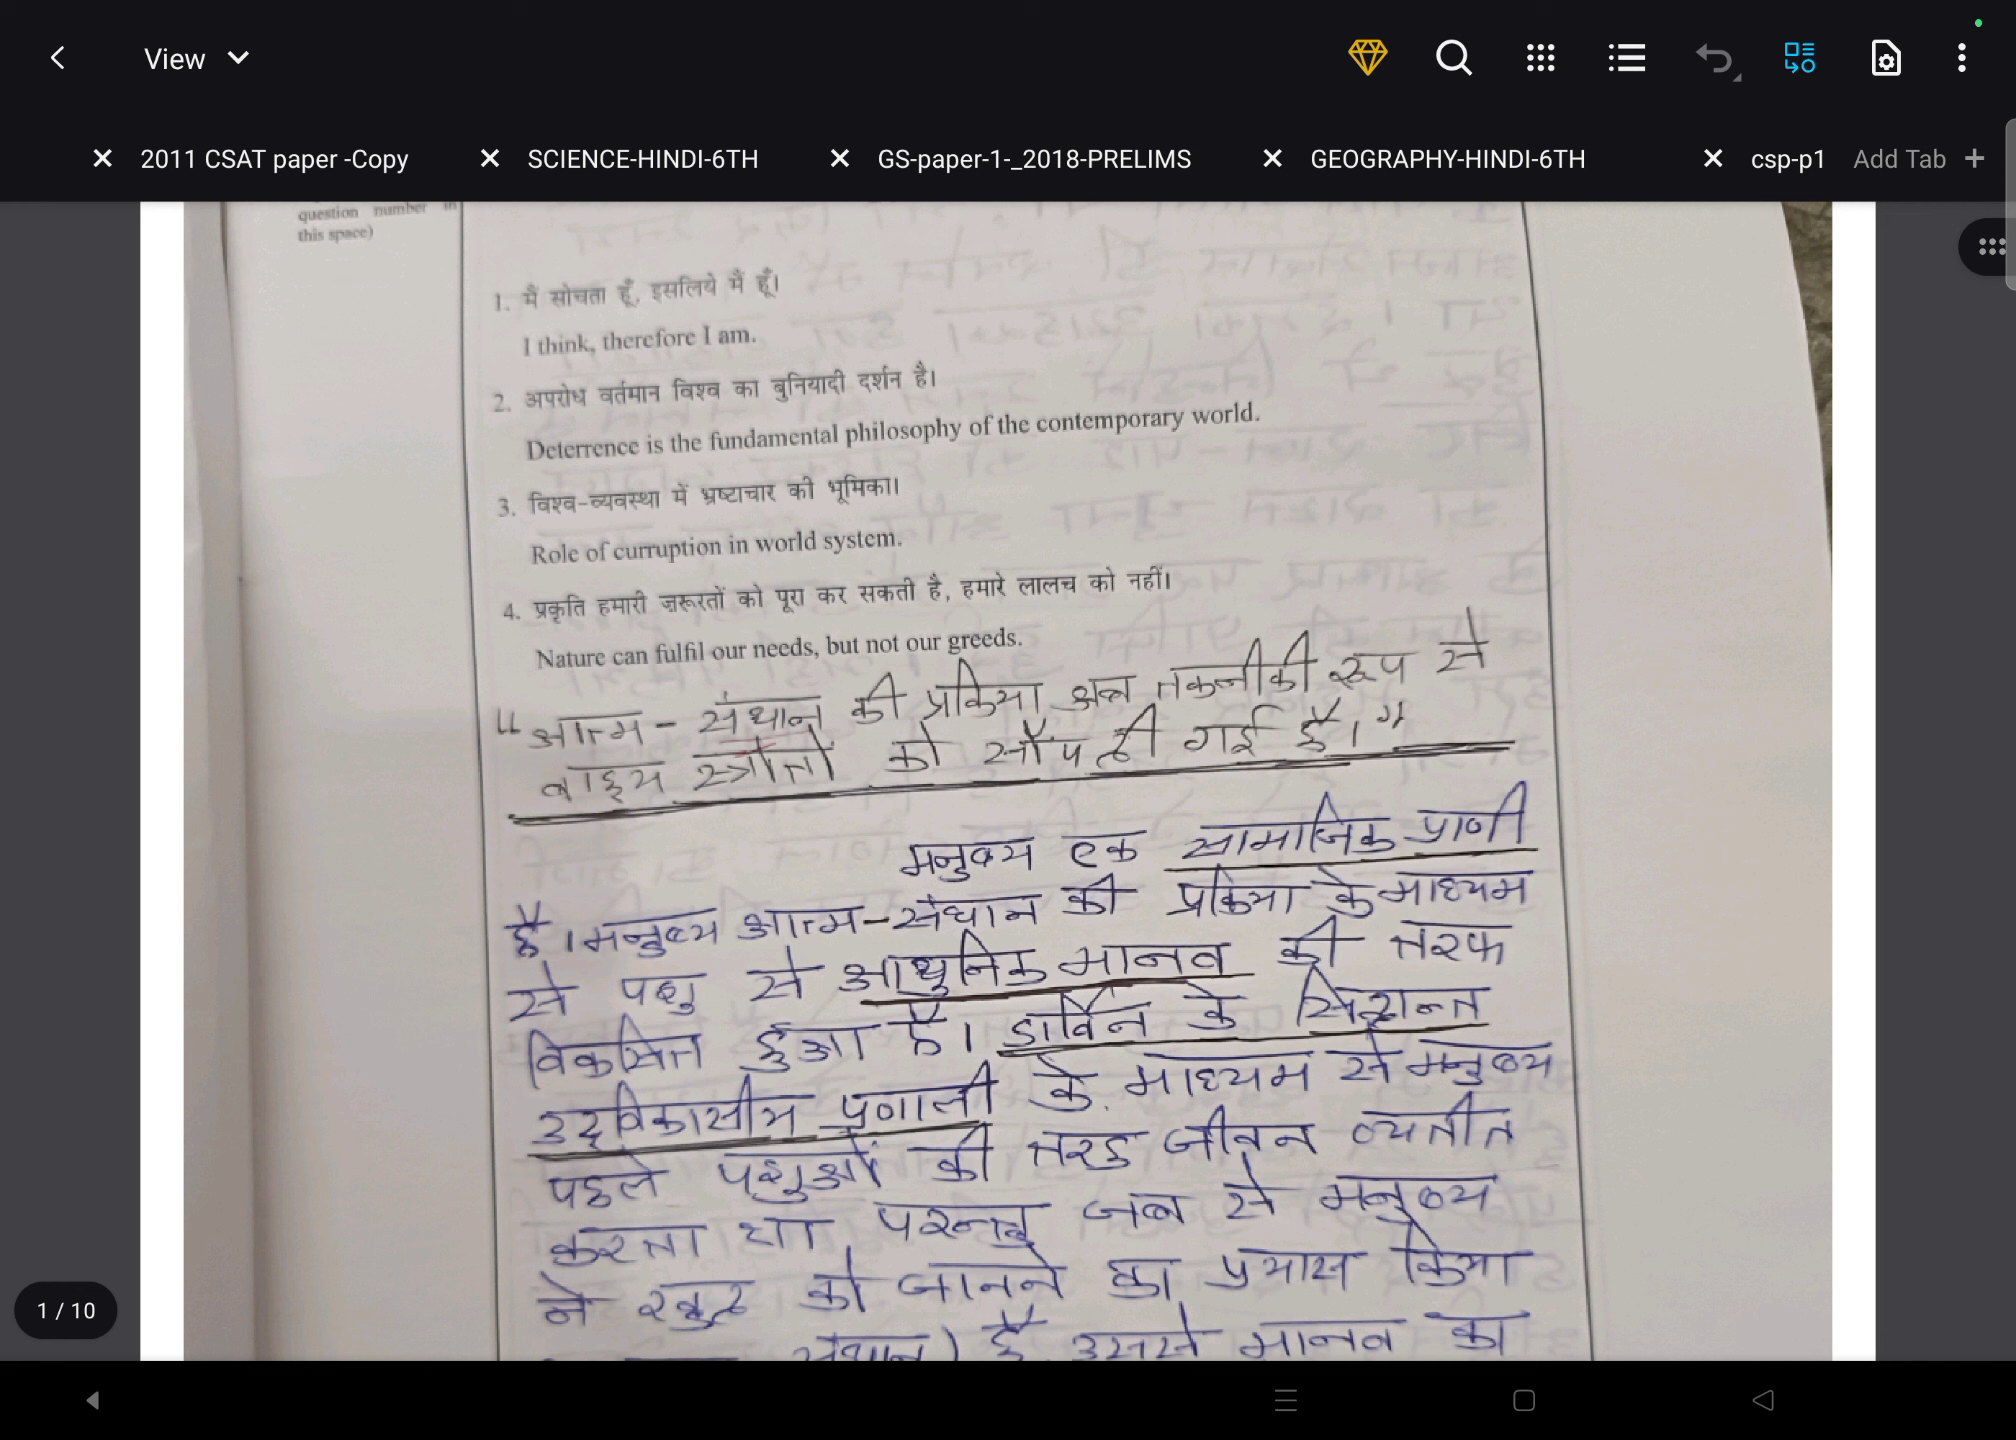 View
2011 CSAT paper -Copy
SCIENCE-HINDI-6TH
GS-paper-1-_2018-PRELIMS
GEOGRAPHY-HINDI-6TH
csp-p1
Add Tab
question number in
this space)
1. मैं सोचता हूँ, इसलिये मैं हूँ।
I think, therefore I am.
2. अपरोध वर्तमान विश्व का बुनियादी दर्शन है।
Deterrence is the fundamental philosophy of the contemporary world.
3. विश्व-व्यवस्था में भ्रष्टाचार की भूमिका।
Role of curruption in world system.
4. प्रकृति हमारी ज़रूरतों को पूरा कर सकती है, हमारे लालच को नहीं।
Nature can fulfil our needs, but not our greeds.
“आत्म-संधान की प्रक्रिया अब तकनीकी रूप से
वाह्य स्त्रोतों को सौंप दी गई है।”
मनुष्य एक सामाजिक प्राणी
है। मनुष्य आत्म-संधान की प्रक्रिया के माध्यम
से पशु से आधुनिक मानव की तरफ
विकसित हुआ है। डार्विन के सिद्धान्त
उद्दविकासीय प्रणाली के माध्यम से मनुष्य
पहले पशुओं की तरह जीवन व्यतीत
करता था, परन्तु जब से मनुष्य
ने खुद को जानने का प्रयास किया
संधान) है उससे मानव का
1 / 10